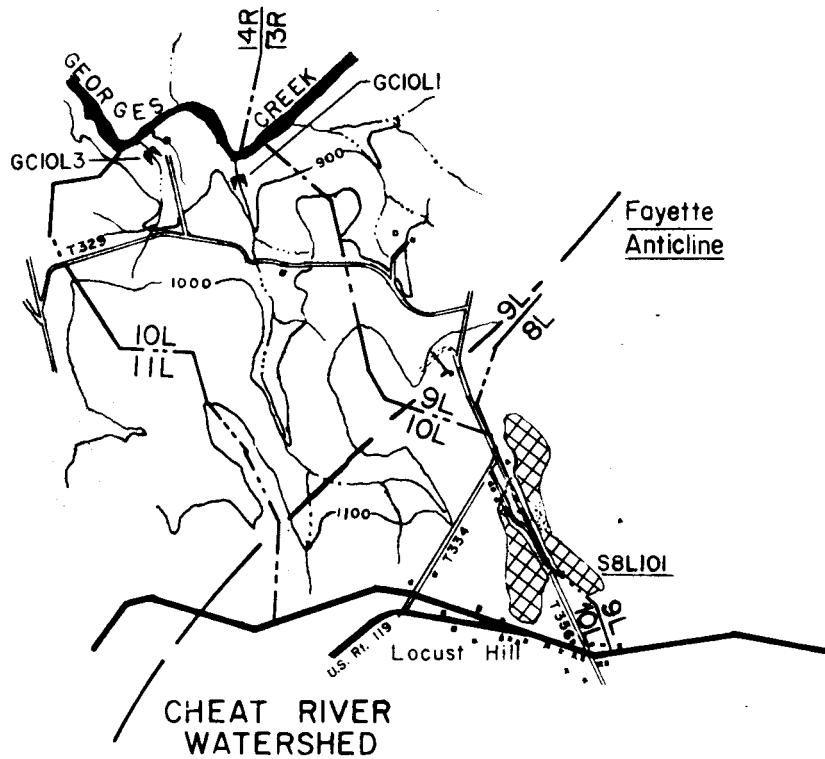 14R
13R
GEORGES CREEK
GC10L1
GC10L3
900
Fayette
Anticline
T329
1000
9L
8L
10L
11L
9L
10L
1100
T334
S8L101
T356
10L
9L
U.S. Rt. 119
Locust Hill
CHEAT RIVER
WATERSHED